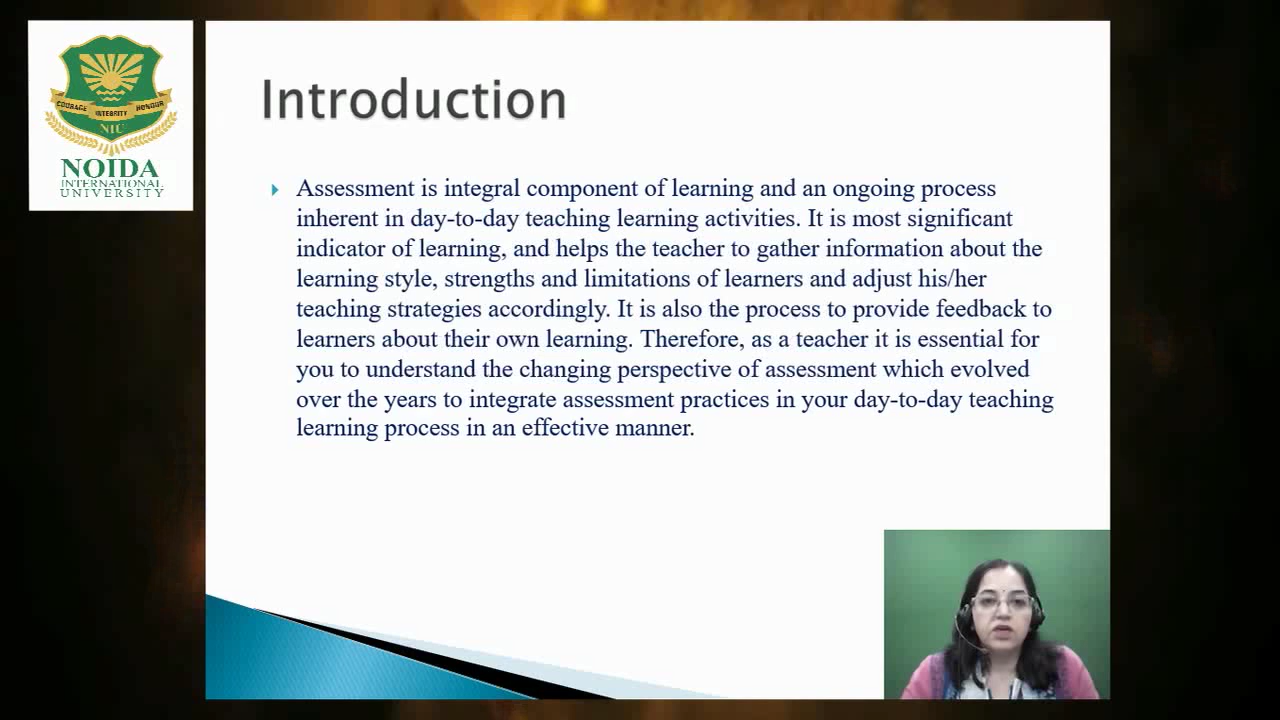 COURAGE INTEGRITY HONOUR
NIU
NOIDA
INTERNATIONAL
UNIVERSITY
Introduction
Assessment is integral component of learning and an ongoing process
inherent in day-to-day teaching learning activities. It is most significant
indicator of learning, and helps the teacher to gather information about the
learning style, strengths and limitations of learners and adjust his/her
teaching strategies accordingly. It is also the process to provide feedback to
learners about their own learning. Therefore, as a teacher it is essential for
you to understand the changing perspective of assessment which evolved
over the years to integrate assessment practices in your day-to-day teaching
learning process in an effective manner.